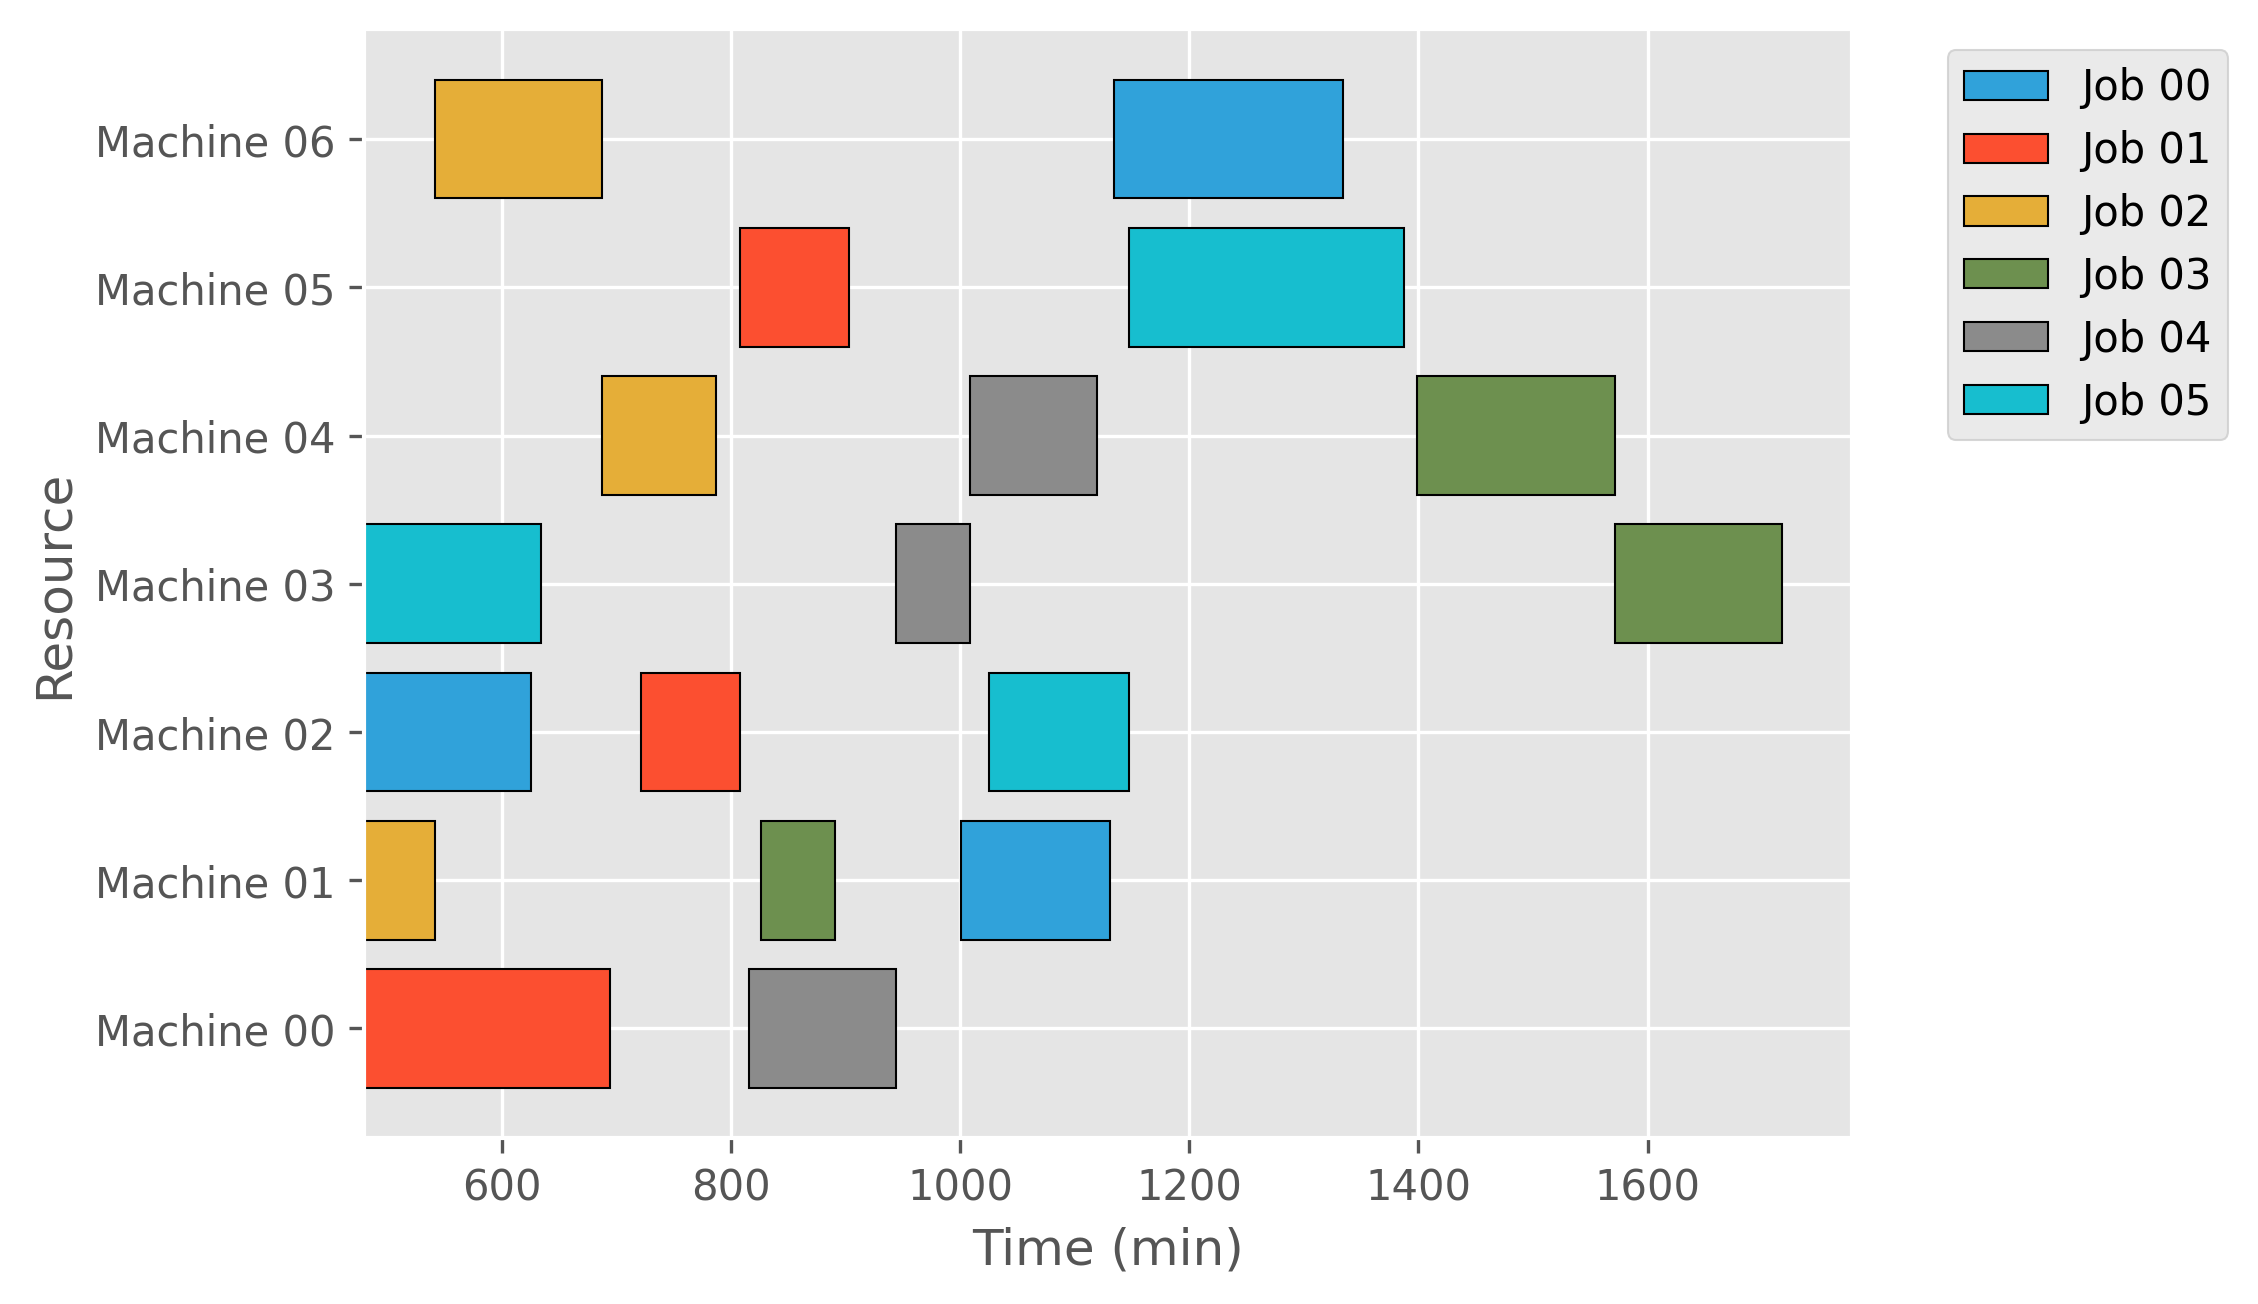 Machine 06
Machine 05
Machine 04
Machine 03
Machine 02
Machine 01
Machine 00
Resource
600 800 1000 1200 1400 1600
Time (min)
Job 00
Job 01
Job 02
Job 03
Job 04
Job 05